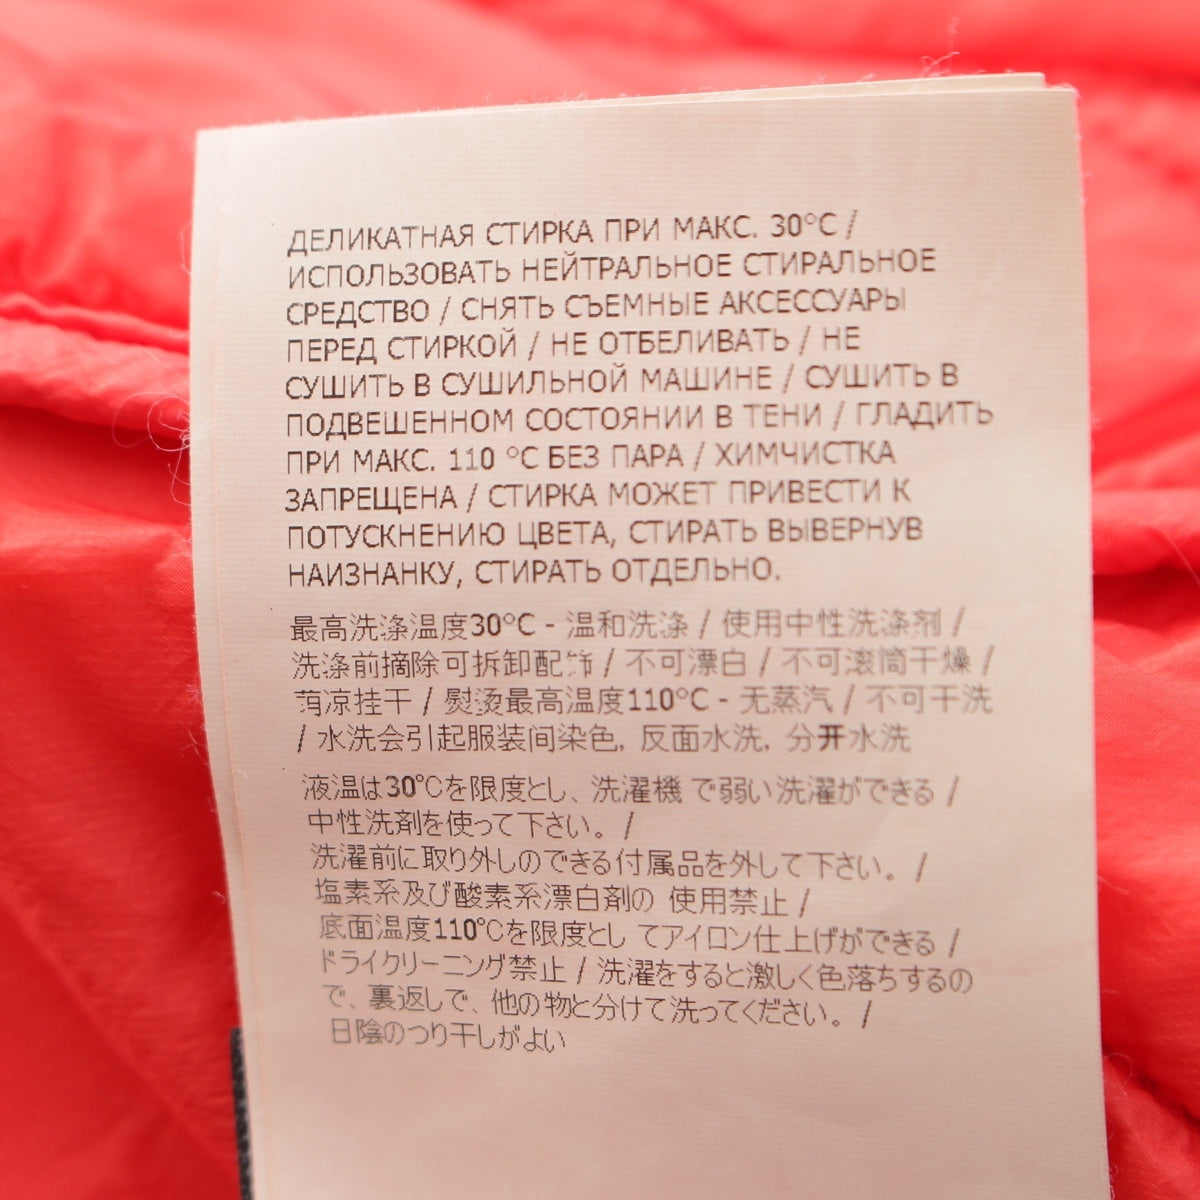 ДЕЛИКАТНАЯ СТИРКА ПРИ МАКС. 30°C /
ИСПОЛЬЗОВАТЬ НЕЙТРАЛЬНОЕ СТИРАЛЬНОЕ
СРЕДСТВО / СНЯТЬ СЪЕМНЫЕ АКСЕССУАРЫ
ПЕРЕД СТИРКОЙ / НЕ ОТБЕЛИВАТЬ / НЕ
СУШИТЬ В СУШИЛЬНОЙ МАШИНЕ / СУШИТЬ В
ПОДВЕШЕННОМ СОСТОЯНИИ В ТЕНИ / ГЛАДИТЬ
ПРИ МАКС. 110 °C БЕЗ ПАРА / ХИМЧИСТКА
ЗАПРЕЩЕНА / СТИРКА МОЖЕТ ПРИВЕСТИ К
ПОТУСКНЕНИЮ ЦВЕТА, СТИРАТЬ ВЫВЕРНУВ
НАИЗНАНКУ, СТИРАТЬ ОТДЕЛЬНО.
最高洗涤温度30°C - 温和洗涤 / 使用中性洗涤剂 /
洗涤前摘除可拆卸配饰 / 不可漂白 / 不可滚筒干燥 /
荫凉挂干 / 熨烫最高温度110°C - 无蒸汽 / 不可干洗
/ 水洗会引起服装间染色, 反面水洗, 分开水洗
液温は30℃を限度とし、洗濯機 で弱い洗濯ができる /
中性洗剤を使って下さい。 /
洗濯前に取り外しのできる付属品を外して下さい。 /
塩素系及び酸素系漂白剤の 使用禁止 /
底面温度110℃を限度とし てアイロン仕上げができる /
ドライクリーニング禁止 / 洗濯をすると激しく色落ちするの
で、裏返しで、他の物と分けて洗ってください。 /
日陰のつり干しがよい